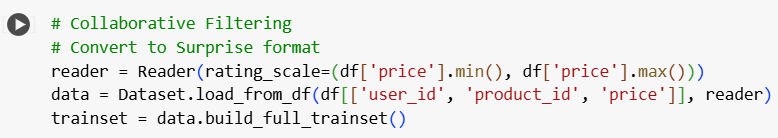 # Collaborative Filtering
# Convert to Surprise format
reader = Reader(rating_scale=(df['price'].min(), df['price'].max()))
data = Dataset.load_from_df(df[['user_id', 'product_id', 'price']], reader)
trainset = data.build_full_trainset()